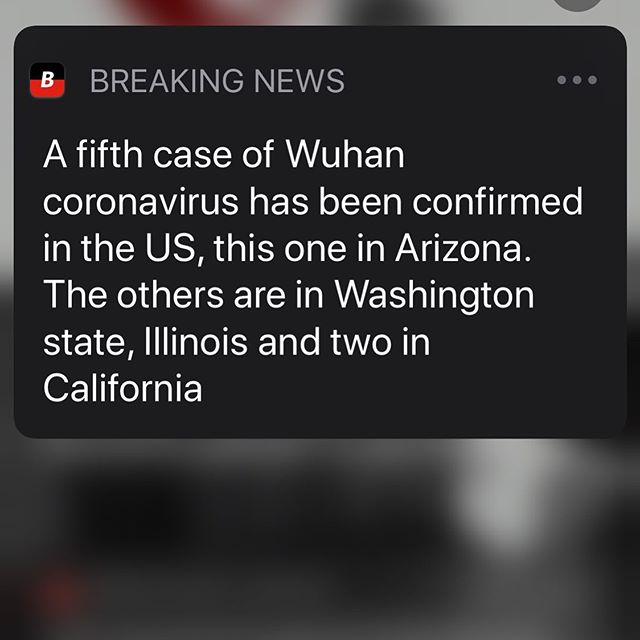 B BREAKING NEWS
A fifth case of Wuhan
coronavirus has been confirmed
in the US, this one in Arizona.
The others are in Washington
state, Illinois and two in
California